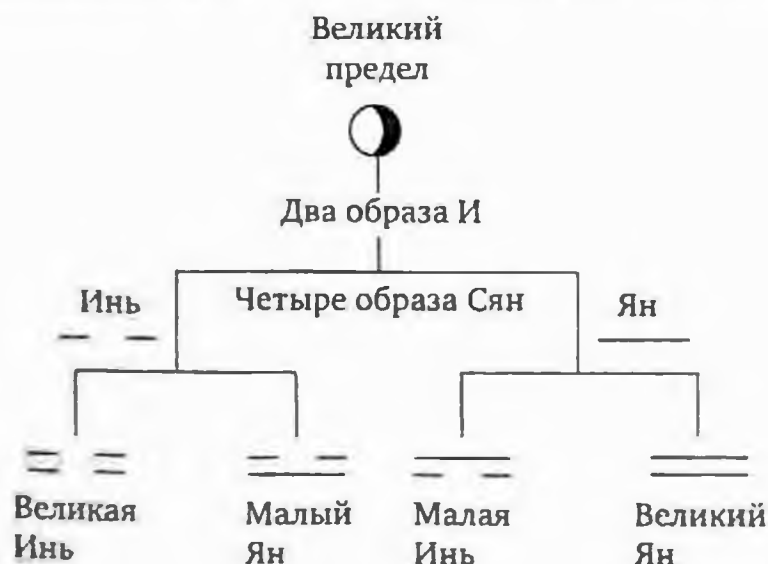 Великий
предел
Два образа И
Инь
Четыре образа Сян
Ян
Великая
Инь
Малый
Ян
Малая
Инь
Великий
Ян